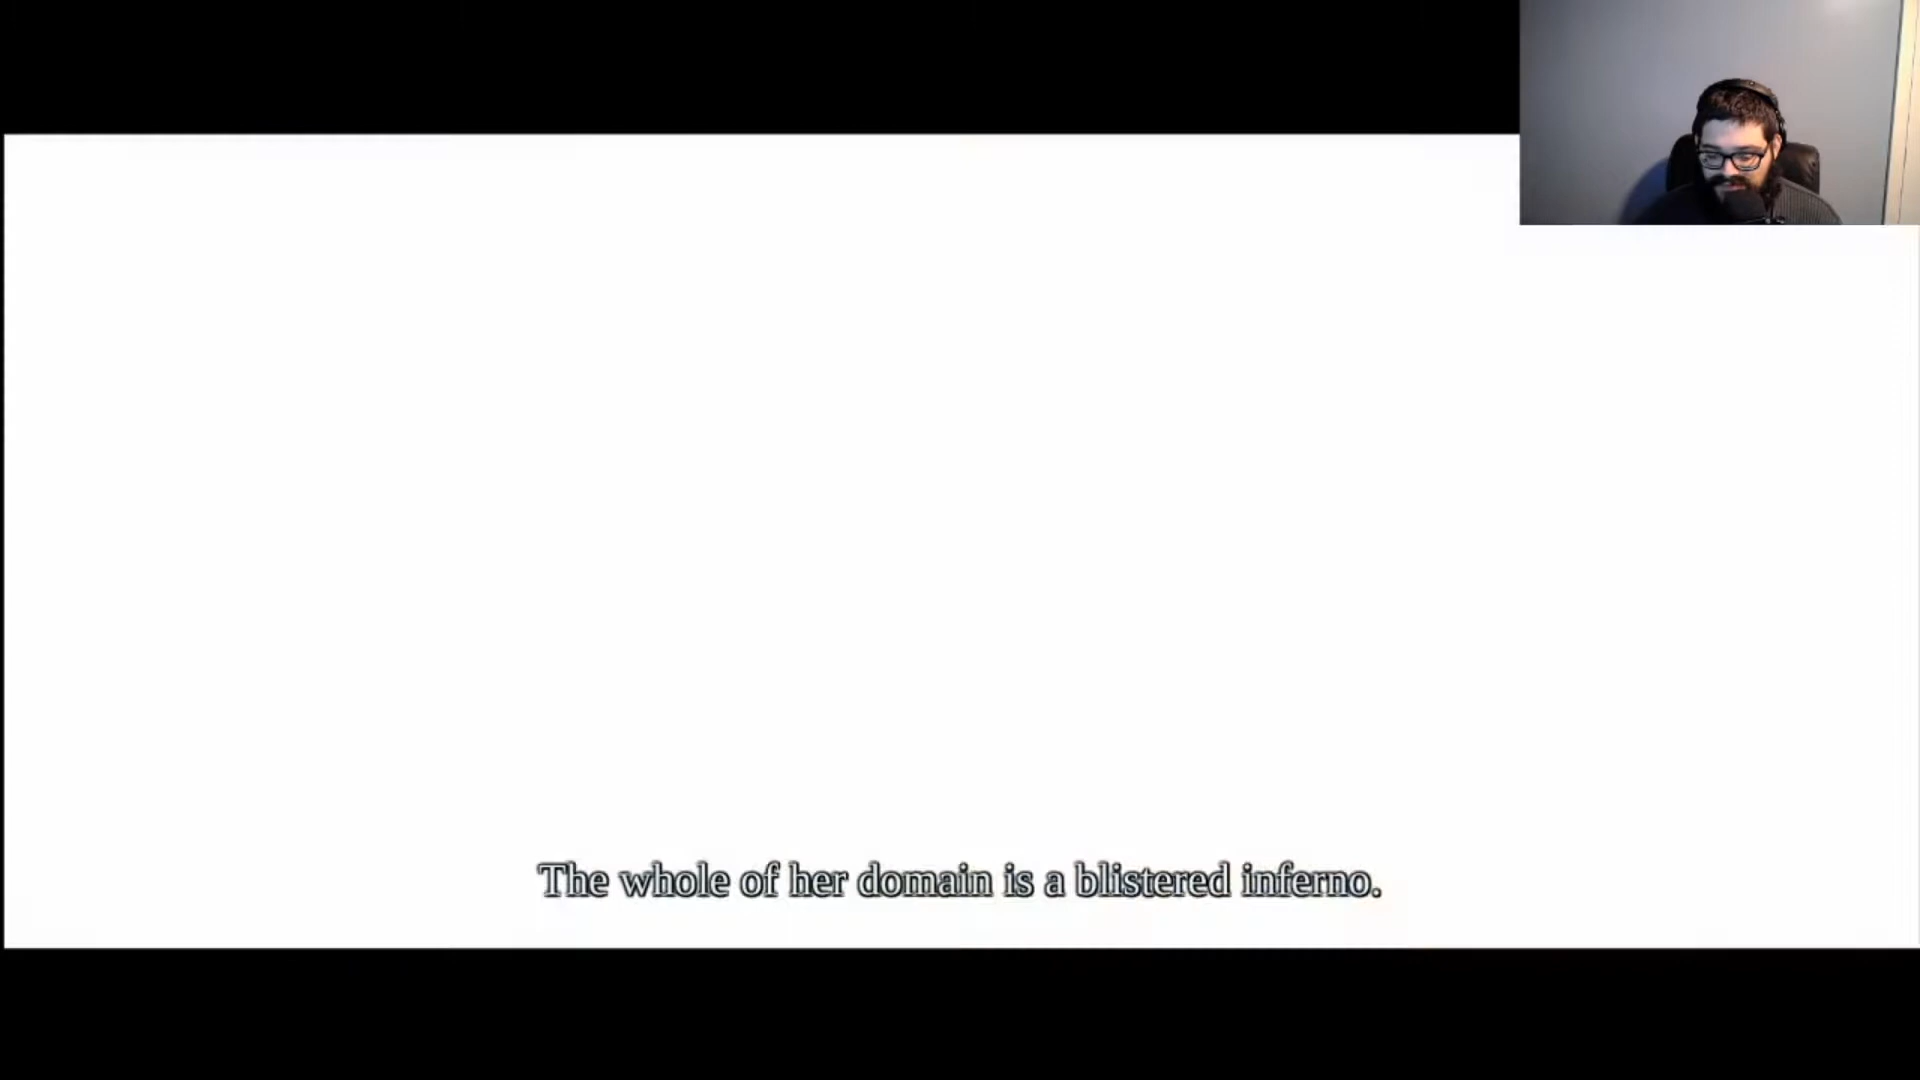 The whole of her domain is a blistered inferno.